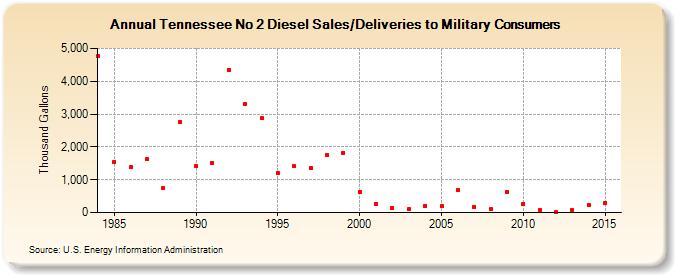 Annual Tennessee No 2 Diesel Sales/Deliveries to Military Consumers
Thousand Gallons
5,000
4,000
3,000
2,000
1,000
0
1985 1990 1995 2000 2005 2010 2015
Source: U.S. Energy Information Administration